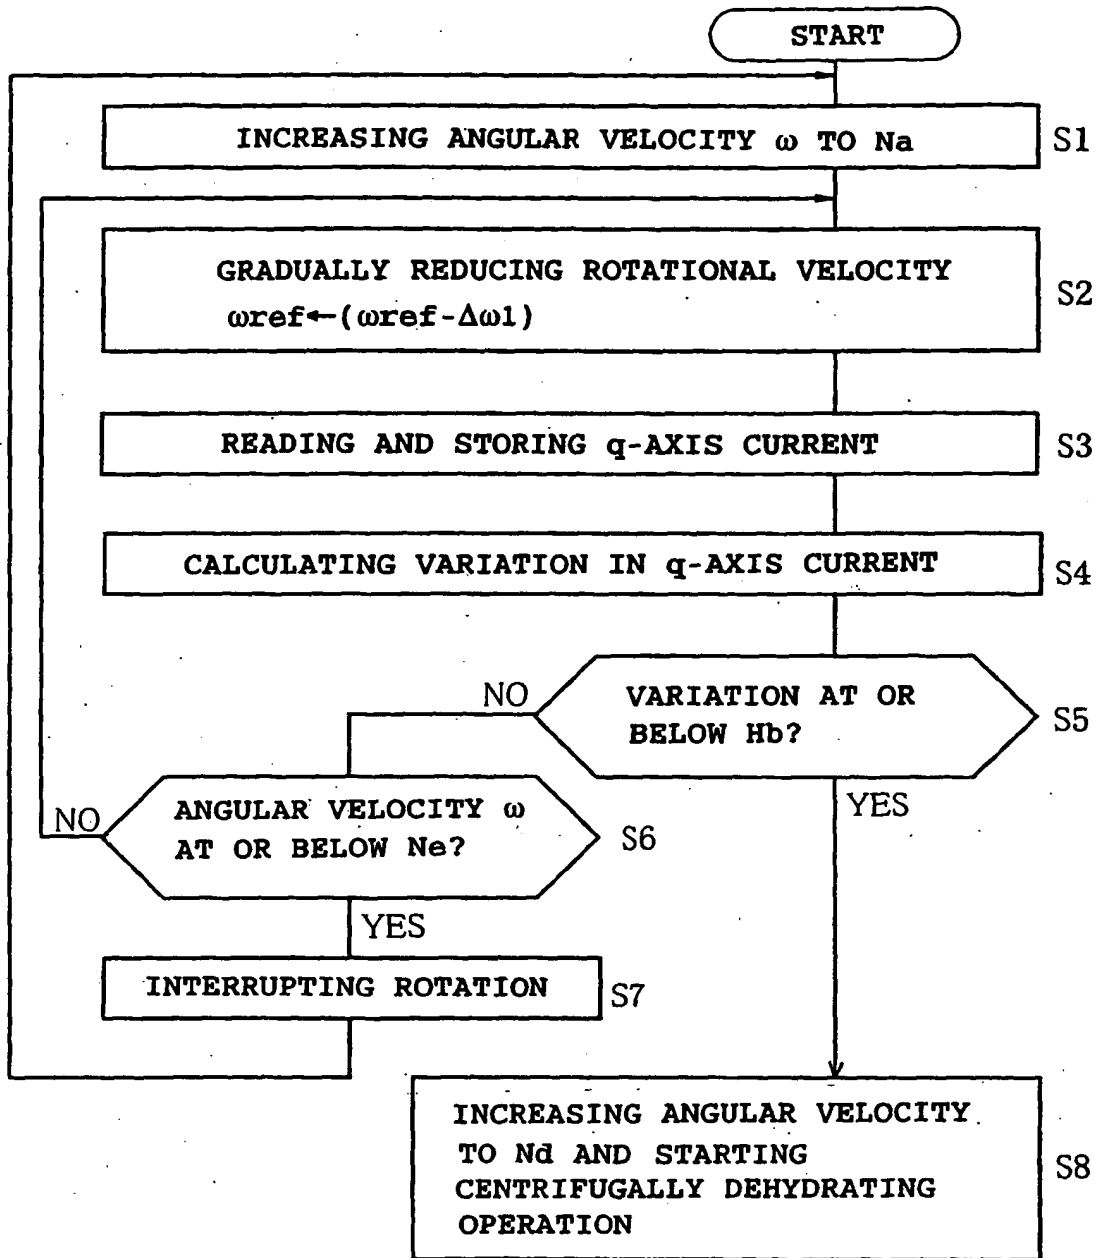 START
INCREASING ANGULAR VELOCITY ω TO Na
S1
GRADUALLY REDUCING ROTATIONAL VELOCITY
ωref←(ωref-Δω1)
S2
READING AND STORING q-AXIS CURRENT
S3
CALCULATING VARIATION IN q-AXIS CURRENT
S4
NO
VARIATION AT OR
BELOW Hb?
S5
YES
NO
ANGULAR VELOCITY ω
AT OR BELOW Ne?
S6
YES
INTERRUPTING ROTATION
S7
INCREASING ANGULAR VELOCITY
TO Nd AND STARTING
CENTRIFUGALLY DEHYDRATING
OPERATION
S8